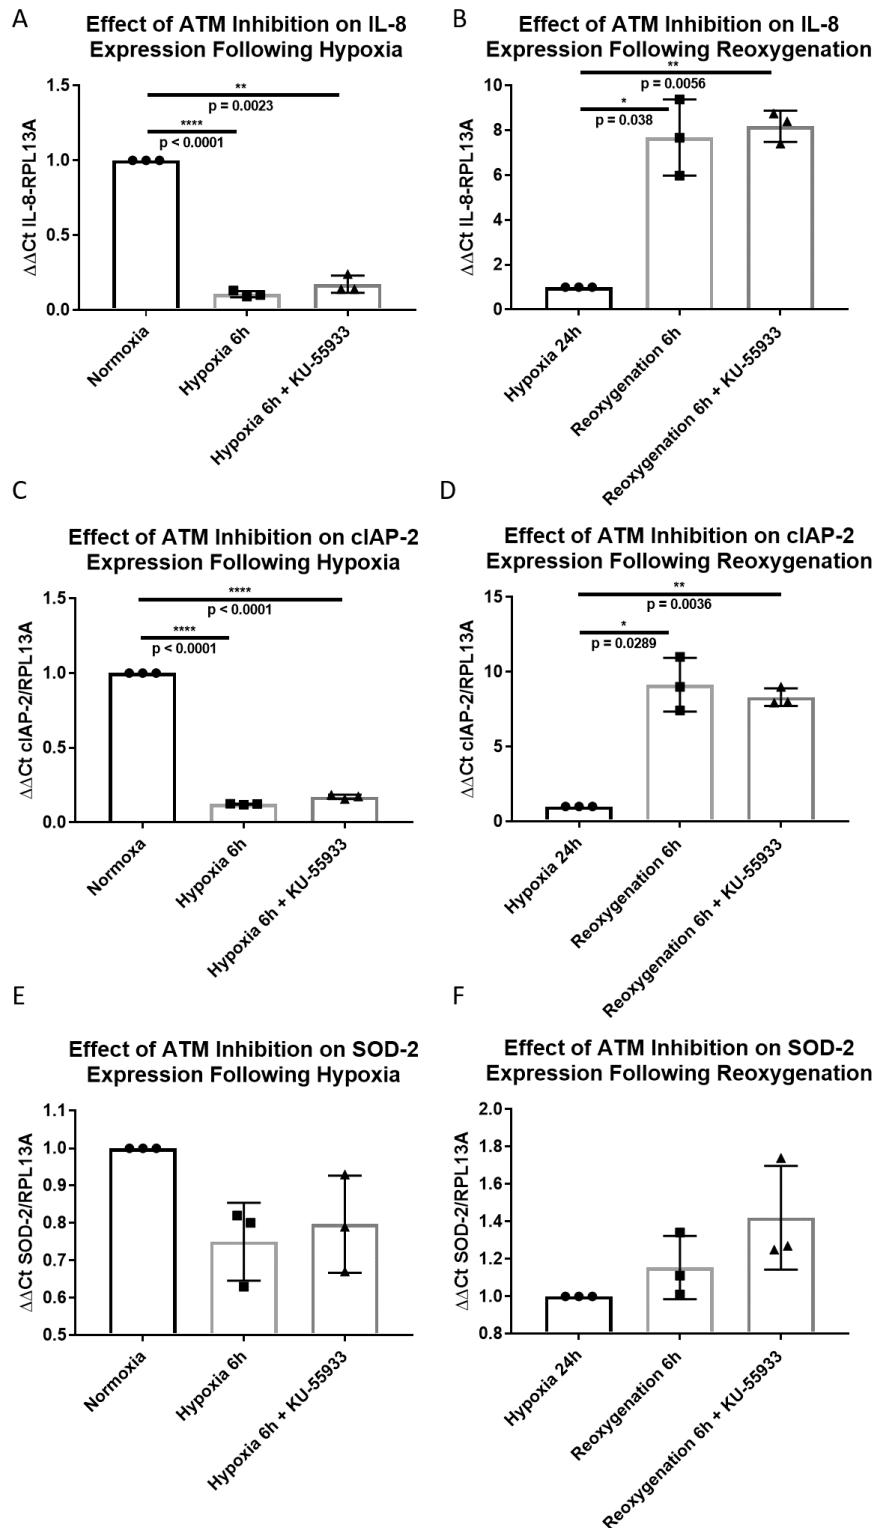 A
Effect of ATM Inhibition on IL-8
Expression Following Hypoxia
1.5
1.0
0.5
0.0
ΔΔCt IL-8-RPL13A
**
p = 0.0023
****
p < 0.0001
Normoxia
Hypoxia 6h
Hypoxia 6h + KU-55933
B
Effect of ATM Inhibition on IL-8
Expression Following Reoxygenation
10
8
6
4
2
0
ΔΔCt IL-8-RPL13A
**
p = 0.0056
*
p = 0.038
Hypoxia 24h
Reoxygenation 6h
Reoxygenation 6h + KU-55933
C
Effect of ATM Inhibition on cIAP-2
Expression Following Hypoxia
1.5
1.0
0.5
0.0
ΔΔCt cIAP-2/RPL13A
****
p < 0.0001
****
p < 0.0001
Normoxa
Hypoxia 6h
Hypoxia 6h + KU-55933
D
Effect of ATM Inhibition on cIAP-2
Expression Following Reoxygenation
15
10
5
0
ΔΔCt cIAP-2/RPL13A
**
p = 0.0036
*
p = 0.0289
Hypoxia 24h
Reoxygenation 6h
Reoxygenation 6h + KU-55933
E
Effect of ATM Inhibition on SOD-2
Expression Following Hypoxia
1.1
1.0
0.9
0.8
0.7
0.6
0.5
ΔΔCt SOD-2/RPL13A
Normoxia
Hypoxia 6h
Hypoxia 6h + KU-55933
F
Effect of ATM Inhibition on SOD-2
Expression Following Reoxygenation
2.0
1.8
1.6
1.4
1.2
1.0
0.8
ΔΔCt SOD-2/RPL13A
Hypoxia 24h
Reoxygenation 6h
Reoxygenation 6h + KU-55933